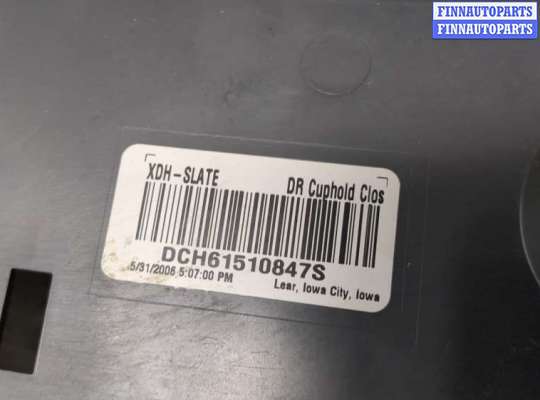 FINNAUTOPARTS
FINNAUTOPARTS
XDH-SLATE DR Cuphold Clos
DCH61510847S
5/31/2006 5:07:00 PM Lear, Iowa City, Iowa